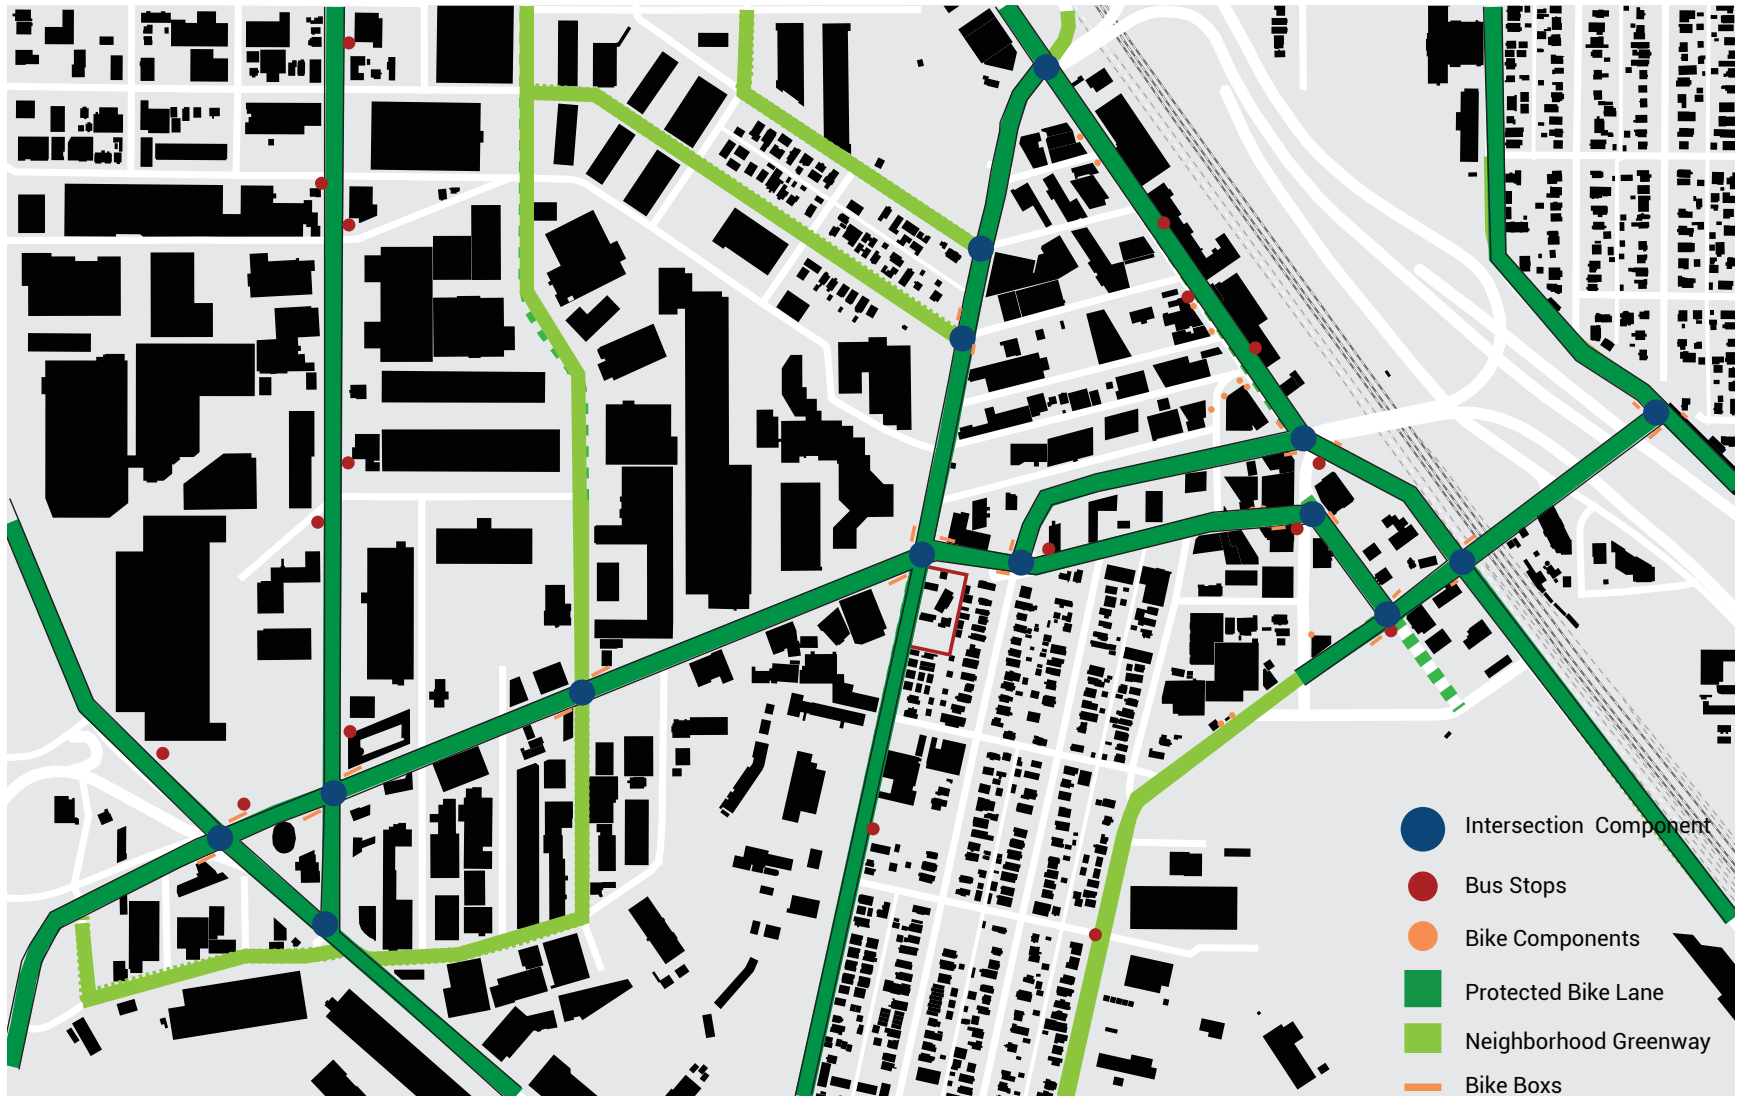 Intersection Component
Bus Stops
Bike Components
Protected Bike Lane
Neighborhood Greenway
Bike Boxs